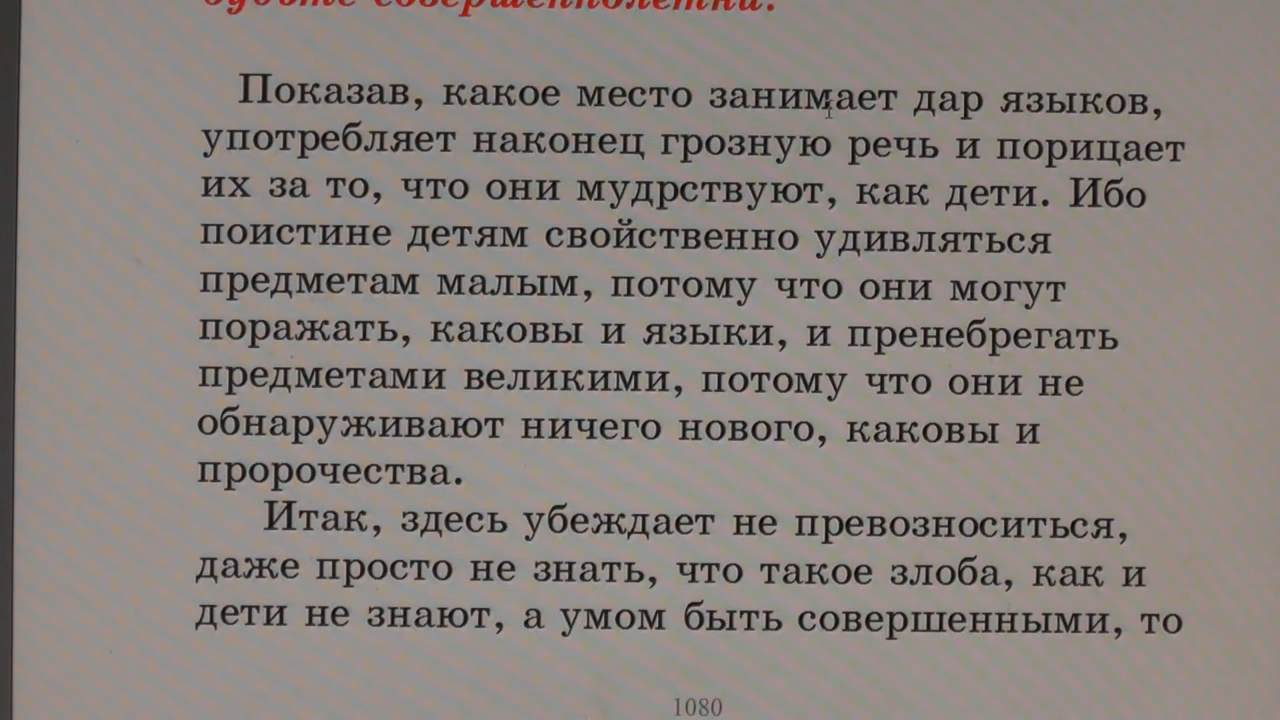 будьте совершеннолетни.
Показав, какое место занимает дар языков,
употребляет наконец грозную речь и порицает
их за то, что они мудрствуют, как дети. Ибо
поистине детям свойственно удивляться
предметам малым, потому что они могут
поражать, каковы и языки, и пренебрегать
предметами великими, потому что они не
обнаруживают ничего нового, каковы и
пророчества.
Итак, здесь убеждает не превозноситься,
даже просто не знать, что такое злоба, как и
дети не знают, а умом быть совершенными, то
1080